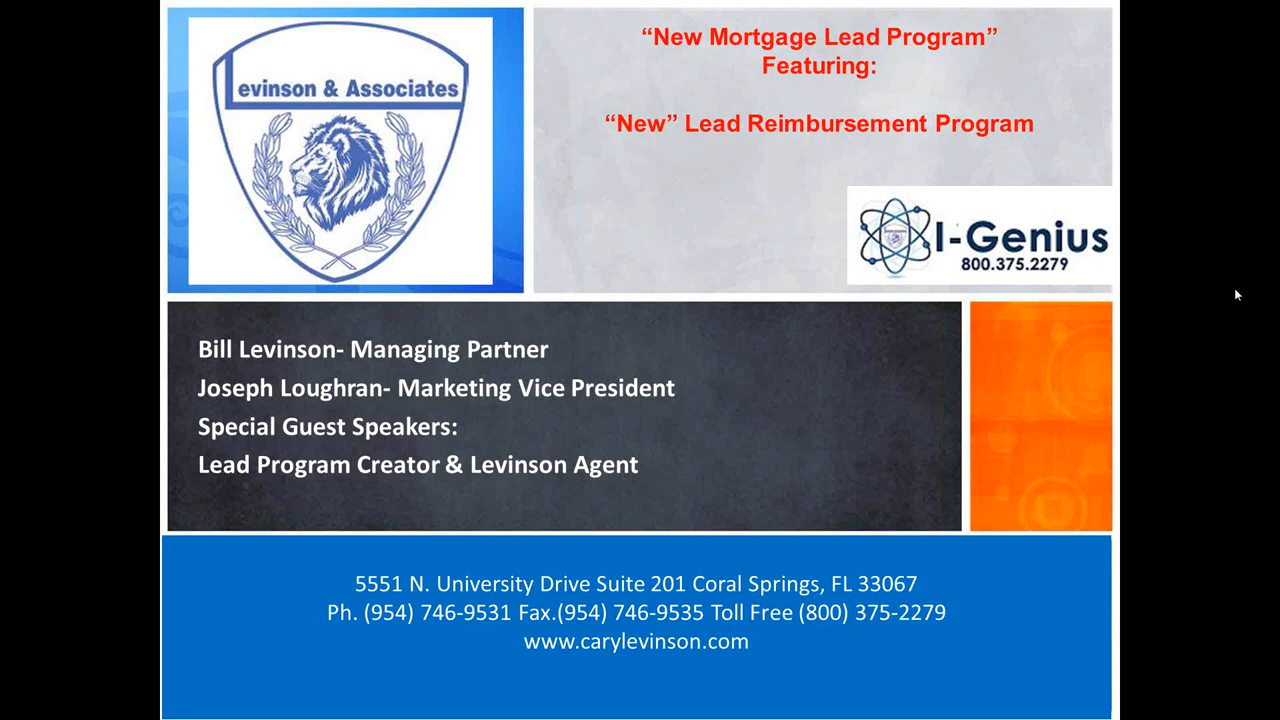 Levinson & Associates
“New Mortgage Lead Program”
Featuring:
“New” Lead Reimbursement Program
I-Genius
800.375.2279
Bill Levinson- Managing Partner
Joseph Loughran- Marketing Vice President
Special Guest Speakers:
Lead Program Creator & Levinson Agent
5551 N. University Drive Suite 201 Coral Springs, FL 33067
Ph. (954) 746-9531 Fax.(954) 746-9535 Toll Free (800) 375-2279
www.carylevinson.com